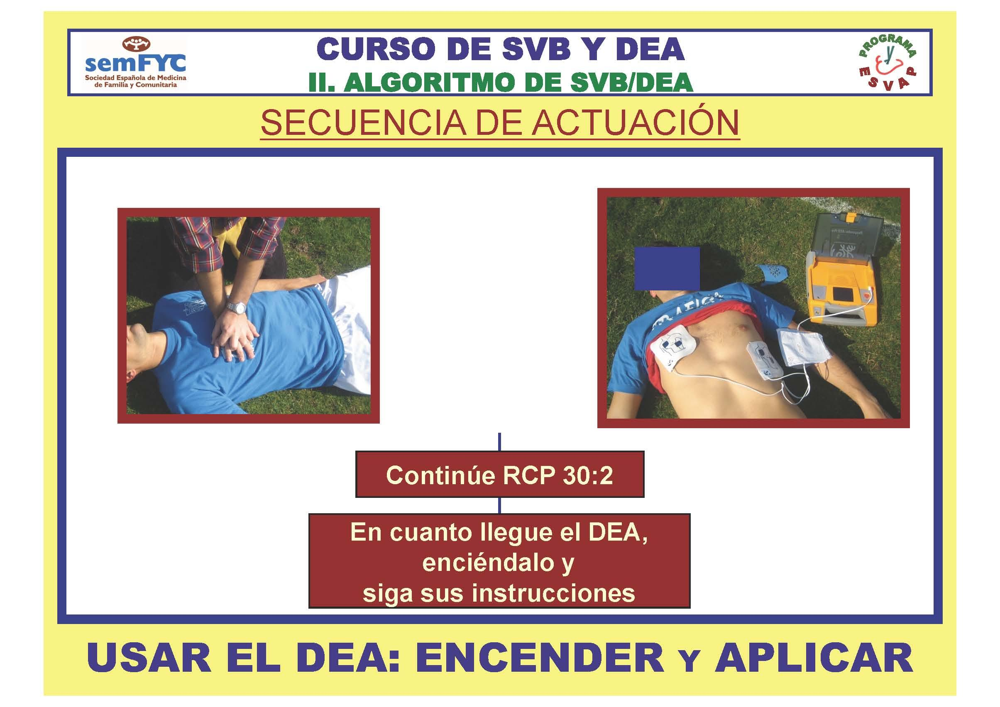 semFYC
Sociedad Española de Medicina
de Familia y Comunitaria
CURSO DE SVB Y DEA
II. ALGORITMO DE SVB/DEA
PROGRAMA
ESVAP
SECUENCIA DE ACTUACIÓN
Continúe RCP 30:2
En cuanto llegue el DEA,
enciéndalo y
siga sus instrucciones
USAR EL DEA: ENCENDER Y APLICAR